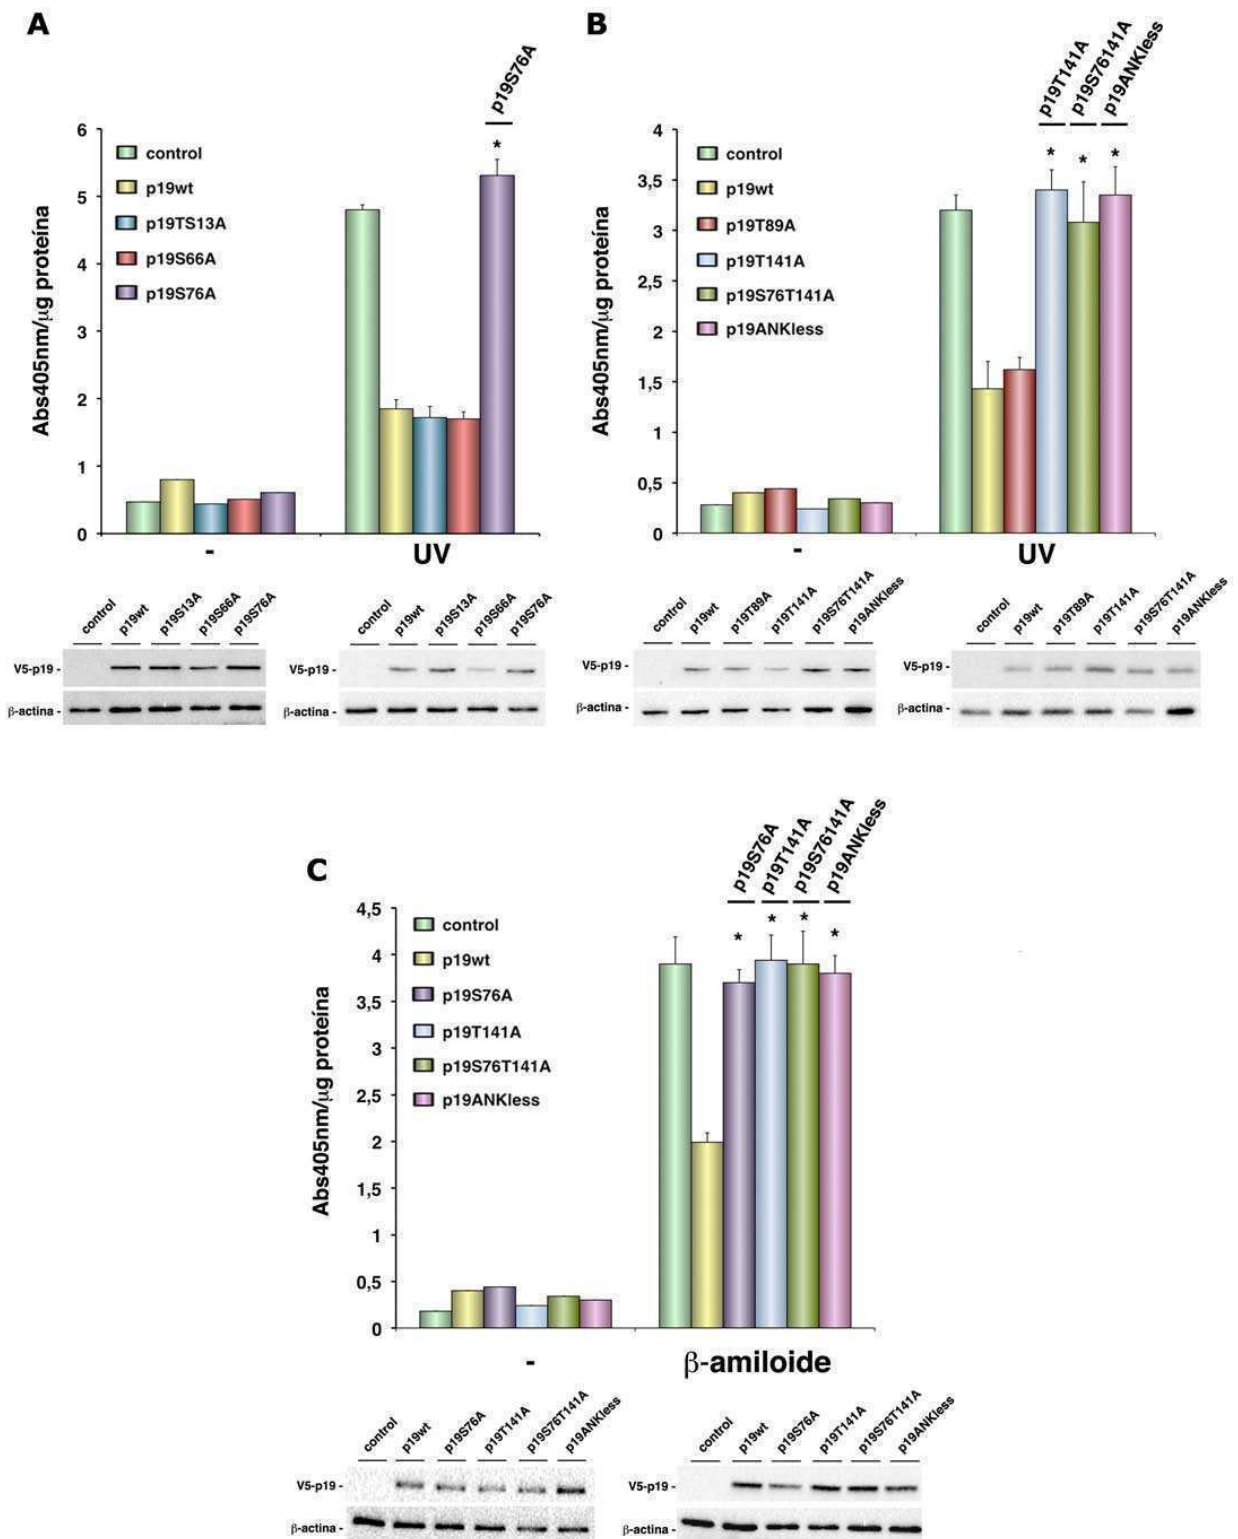 A
p19S76A
*
6
5
4
3
2
1
0
Abs405nm/µg proteína
control
p19wt
p19TS13A
p19S66A
p19S76A
-
UV
control
p19wt
p19S13A
p19S66A
p19S76A
V5-p19 -
β-actina -
control
p19wt
p19S13A
p19S66A
p19S76A
V5-p19 -
β-actina -
B
p19T141A
p19S76141A
p19ANKless
* * *
4
3,5
3
2,5
2
1,5
1
0,5
0
Abs405nm/µg proteína
control
p19wt
p19T89A
p19T141A
p19S76T141A
p19ANKless
-
UV
control
p19wt
p19T89A
p19T141A
p19S76T141A
p19ANKless
V5-p19 -
β-actina -
control
p19wt
p19T89A
p19T141A
p19S76T141A
p19ANKless
V5-p19 -
β-actina -
C
p19S76A
p19T141A
p19S76141A
p19ANKless
* * * *
4,5
4
3,5
3
2,5
2
1,5
1
0,5
0
Abs405nm/µg proteína
control
p19wt
p19S76A
p19T141A
p19S76T141A
p19ANKless
-
β-amiloide
control
p19wt
p19S76A
p19T141A
p19S76T141A
p19ANKless
V5-p19 -
β-actina -
control
p19wt
p19S76A
p19T141A
p19S76T141A
p19ANKless
V5-p19 -
β-actina -